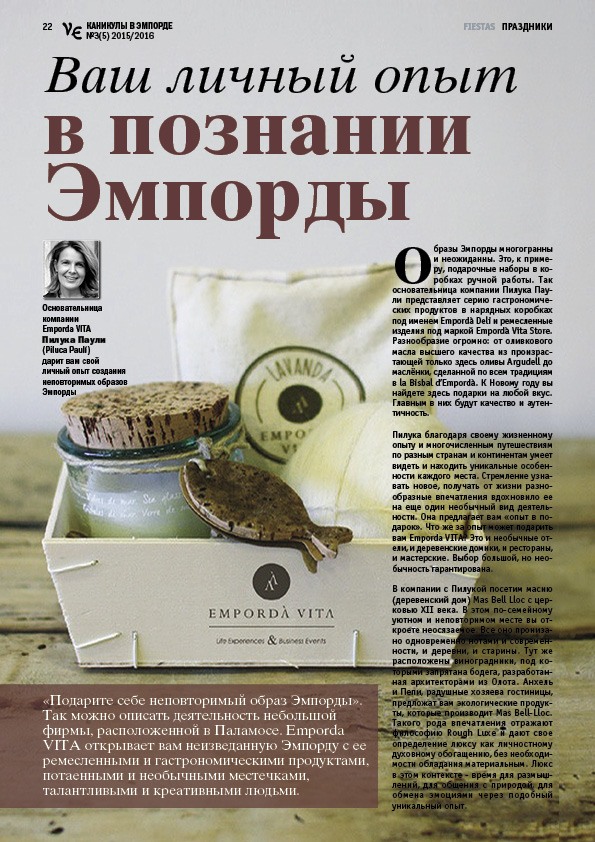 22
КАНИКУЛЫ В ЭМПОРДЕ
№3(5) 2015/2016
FIESTAS ПРАЗДНИКИ
Ваш личный опыт
в познании
Эмпорды
Основательница
компании
Emporda VITA
Пилука Паули
(Piluca Paulí)
дарит вам свой
личный опыт создания
неповторимых образов
Эмпорды
Образы Эмпорды многогранны
и неожиданны. Это, к приме-
ру, подарочные наборы в ко-
робках ручной работы. Так
основательница компании Пилука Пау-
ли представляет серию гастрономиче-
ских продуктов в нарядных коробках
под именем Empordà Deli и ремесленные
изделия под маркой Empordà Vita Store.
Разнообразие огромно: от оливкового
масла высшего качества из произрас-
тающей только здесь оливы Argudell до
маслёнки, сделанной по всем традициям
в la Bisbal d'Empordà. К Новому году вы
найдете здесь подарки на любой вкус.
Главным в них будут качество и аутен-
тичность.
Пилука благодаря своему жизненному
опыту и многочисленным путешествиям
по разным странам и континентам умеет
видеть и находить уникальные особен-
ности каждого места. Стремление узна-
вать новое, получать от жизни разно-
образные впечатления вдохновило ее
на еще один необычный вид деятель-
ности. Она предлагает вам «опыт в по-
дарок». Что же за опыт может подарить
вам Emporda VITA? Это и необычные от-
ели, и деревенские домики, и рестораны,
и мастерские. Выбор большой, но нео-
бычность гарантирована.
В компании с Пилукой посетим масию
(деревенский дом) Mas Bell Lloc с цер-
ковью XII века. В этом по-семейному
уютном и неповторимом месте вы от-
кроете неосязаемое. Все оно прониза-
но одновременно нотами и современ-
ности, и деревни, и старины. Тут же
расположены виноградники, под ко-
торыми запрятана бодега, разработан-
ная архитекторами из Олота. Анхель
и Пепи, радушные хозяева гостиницы,
предложат вам экологические продук-
ты, которые производит Mas Bell-Lloc.
Такого рода впечатления отражают
философию Rough Luxe и дают свое
определение люксу как личностному
духовному обогащению, без необходи-
мости обладания материальным. Люкс
в этом контексте - время для размыш-
лений, для общения с природой, для
обмена эмоциями через подобный
уникальный опыт.
LAVANDA
EMPORDÀ
VITA
EMPORDÀ VITA
Life Experiences & Business Events
«Подарите себе неповторимый образ Эмпорды».
Так можно описать деятельность небольшой
фирмы, расположенной в Паламосе. Emporda
VITA открывает вам неизведанную Эмпорду с ее
ремесленными и гастрономическими продуктами,
потаенными и необычными местечками,
талантливыми и креативными людьми.